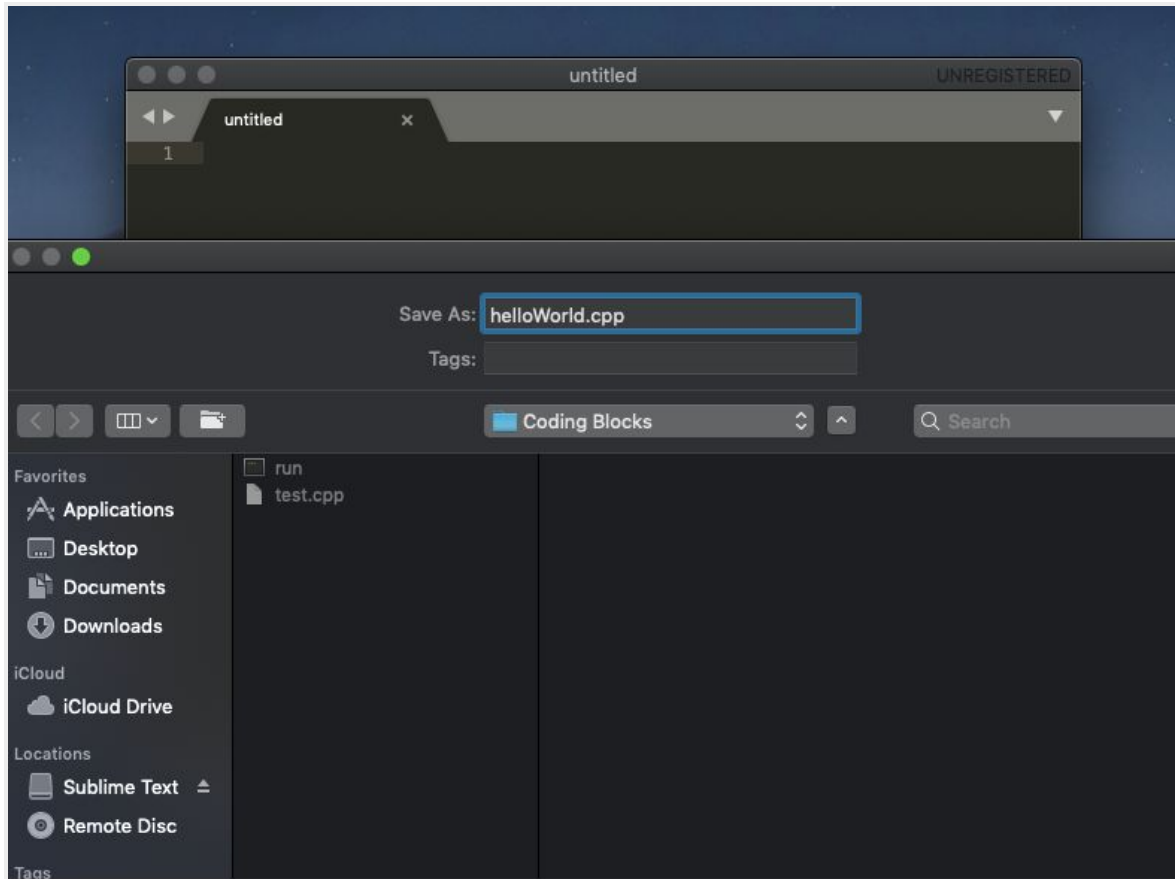 untitled
UNREGISTERED
untitled
1
Save As: helloWorld.cpp
Tags:
Coding Blocks
Search
Favorites
Applications
Desktop
Documents
Downloads
iCloud
iCloud Drive
Locations
Sublime Text
Remote Disc
Tags
run
test.cpp